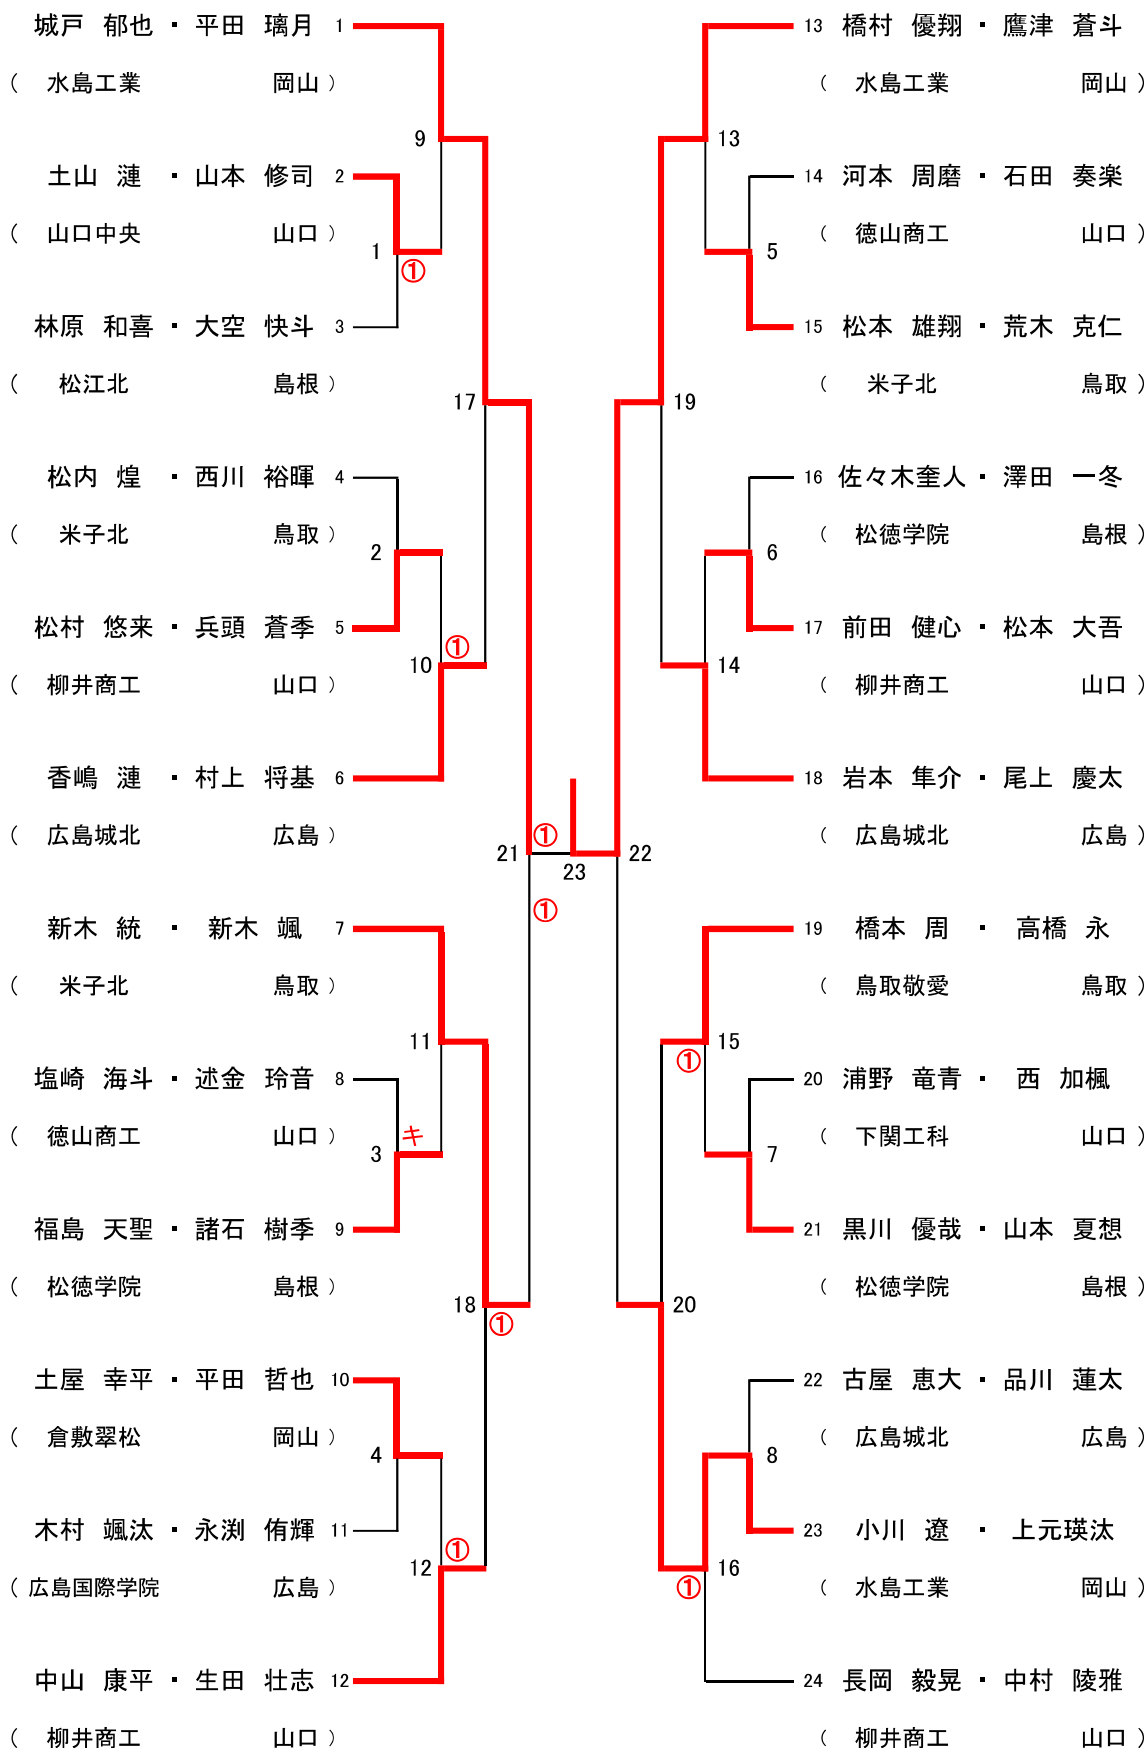 城戸 郁也 ・ 平田 璃月 1
( 水島工業 岡山 )
9
土山 漣 ・ 山本 修司 2
( 山口中央 山口 )
1
①
林原 和喜 ・ 大空 快斗 3
( 松江北 島根 )
17
松内 煌 ・ 西川 裕暉 4
( 米子北 鳥取 )
2
松村 悠来 ・ 兵頭 蒼季 5
①
10
( 柳井商工 山口 )
香嶋 漣 ・ 村上 将基 6
( 広島城北 広島 )
21
①
23
①
新木 統 ・ 新木 颯 7
( 米子北 鳥取 )
11
塩崎 海斗 ・ 述金 玲音 8
( 徳山商工 山口 )
キ
3
福島 天聖 ・ 諸石 樹季 9
( 松徳学院 島根 )
18
①
土屋 幸平 ・ 平田 哲也 10
( 倉敷翠松 岡山 )
4
木村 颯汰 ・ 永渕 侑輝 11
①
12
( 広島国際学院 広島 )
中山 康平 ・ 生田 壮志 12
( 柳井商工 山口 )
13 橋村 優翔 ・ 鷹津 蒼斗
( 水島工業 岡山 )
13
14 河本 周磨 ・ 石田 奏楽
( 徳山商工 山口 )
5
15 松本 雄翔 ・ 荒木 克仁
( 米子北 鳥取 )
19
16 佐々木奎人 ・ 澤田 一冬
( 松徳学院 島根 )
6
17 前田 健心 ・ 松本 大吾
14
( 柳井商工 山口 )
18 岩本 隼介 ・ 尾上 慶太
( 広島城北 広島 )
22
19 橋本 周 ・ 高橋 永
( 鳥取敬愛 鳥取 )
15
①
20 浦野 竜青 ・ 西 加楓
( 下関工科 山口 )
7
21 黒川 優哉 ・ 山本 夏想
( 松徳学院 島根 )
20
22 古屋 恵大 ・ 品川 蓮太
( 広島城北 広島 )
8
23 小川 遼 ・ 上元瑛汰
16
①
( 水島工業 岡山 )
24 長岡 毅晃 ・ 中村 陵雅
( 柳井商工 山口 )